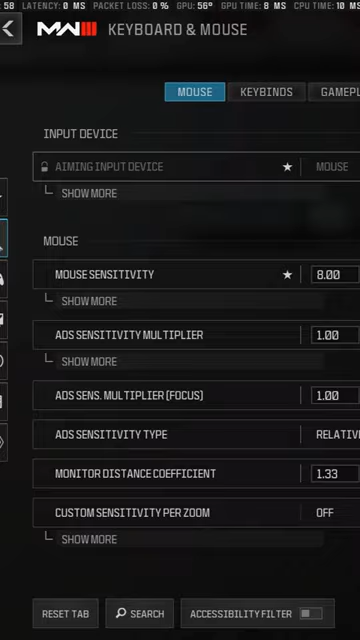 : 58 LATENCY: 0 MS PACKET LOSS: 0 % GPU: 56° GPU TIME: 8 MS CPU TIME: 10 MS
MWIII KEYBOARD & MOUSE
MOUSE KEYBINDS GAMEPL
INPUT DEVICE
AIMING INPUT DEVICE MOUSE
SHOW MORE
MOUSE
MOUSE SENSITIVITY 8.00
SHOW MORE
ADS SENSITIVITY MULTIPLIER 1.00
SHOW MORE
ADS SENS. MULTIPLIER (FOCUS) 1.00
ADS SENSITIVITY TYPE RELATIVE
MONITOR DISTANCE COEFFICIENT 1.33
CUSTOM SENSITIVITY PER ZOOM OFF
SHOW MORE
RESET TAB SEARCH ACCESSIBILITY FILTER